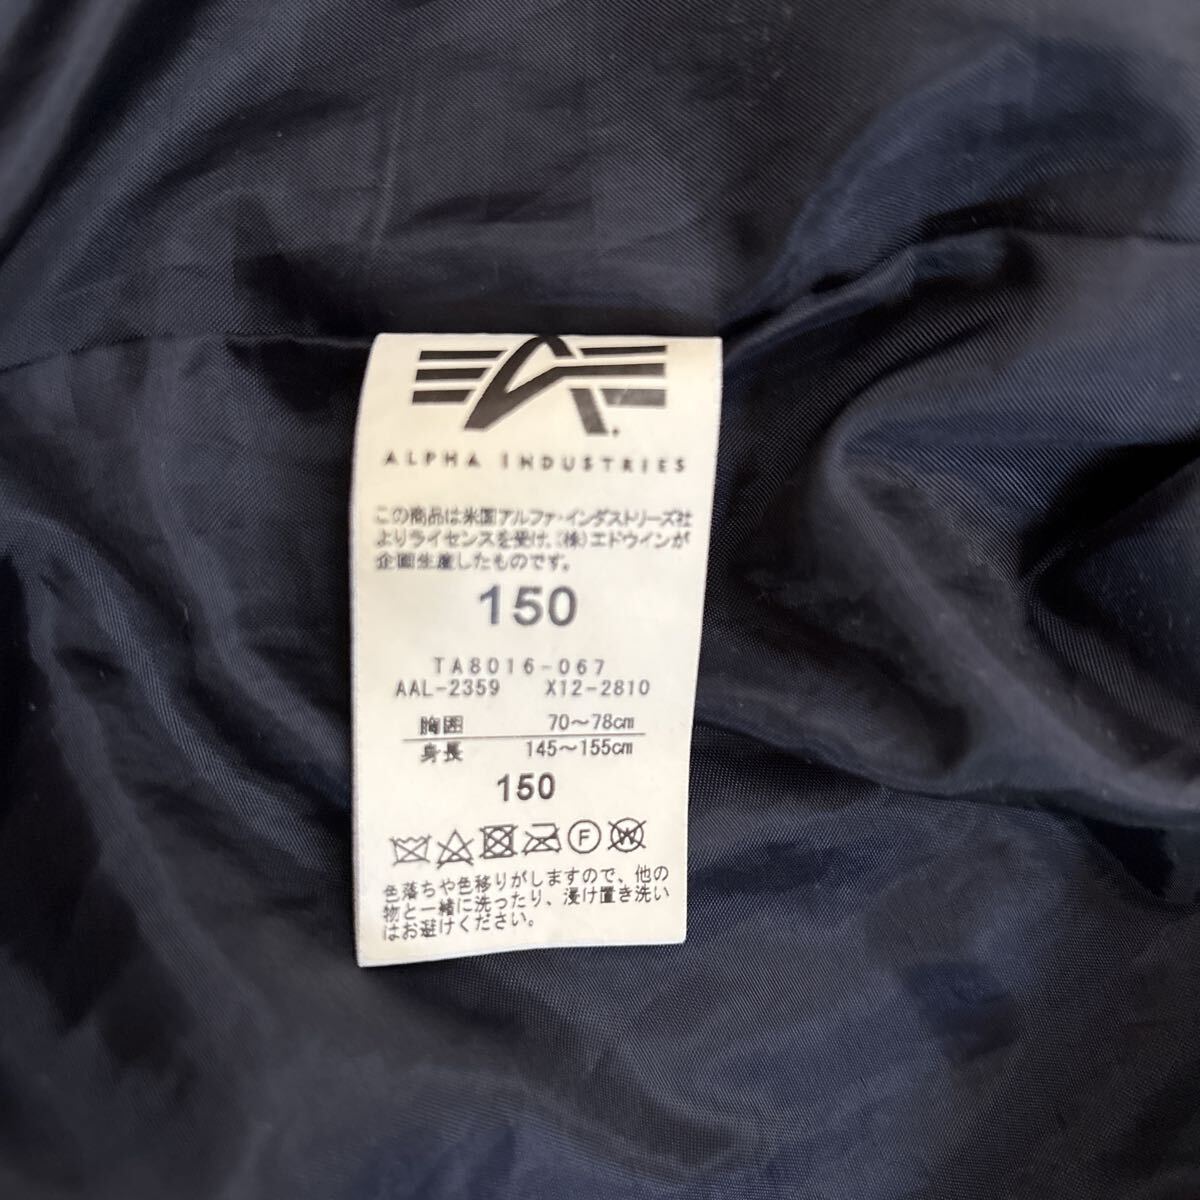 ALPHA INDUSTRIES
この商品は米国アルファ・インダストリーズ社
よりライセンスを受け、(株)エドウインが
企画生産したものです。
150
TA8016-067
AAL-2359 X12-2810
胸囲 70～78cm
身長 145～155cm
150
F W
色落ちや色移りがしますので、他の
物と一緒に洗ったり、浸け置き洗い
はお避けください。